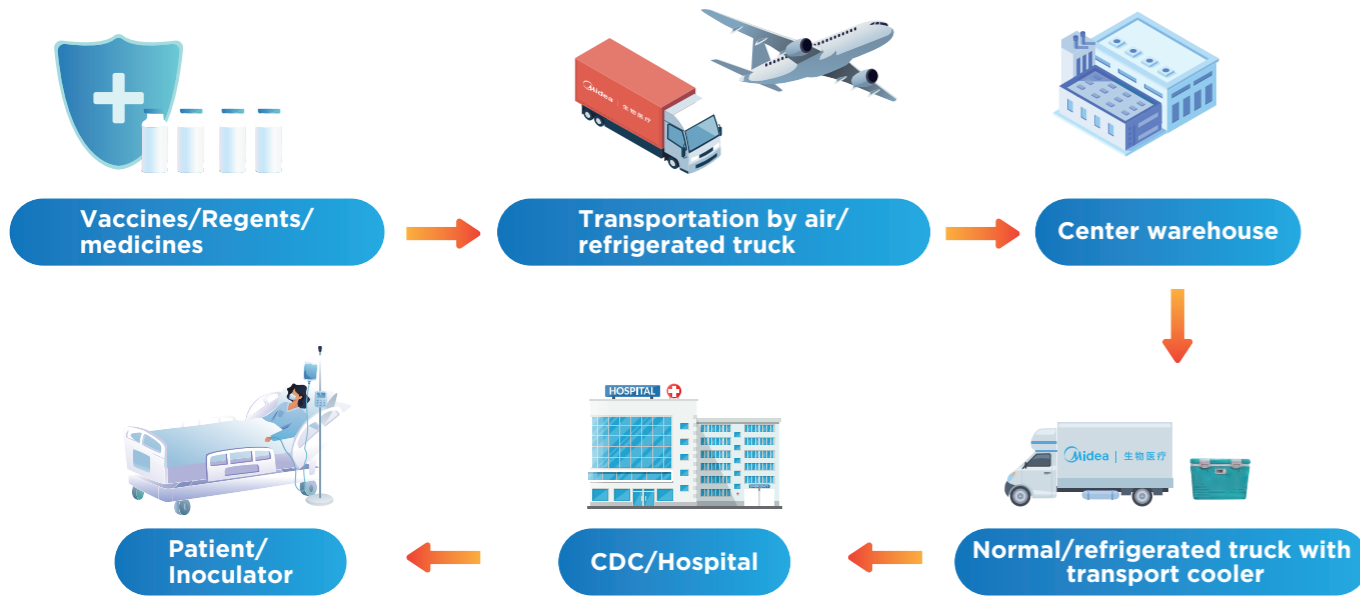 Midea | 生物医疗
Vaccines/Regents/
medicines
Transportation by air/
refrigerated truck
Center warehouse
HOSPITAL
Midea | 生物医疗
Patient/
Inoculator
CDC/Hospital
Normal/refrigerated truck with
transport cooler